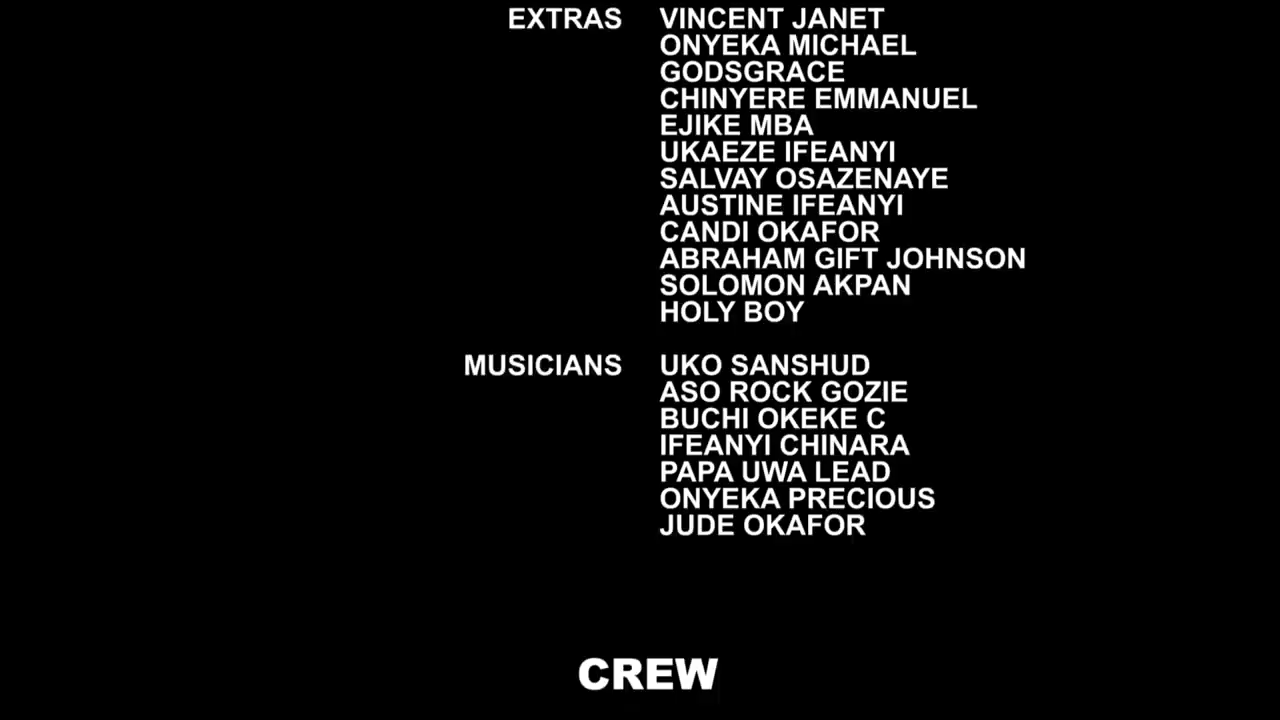 EXTRAS VINCENT JANET
ONYEKA MICHAEL
GODSGRACE
CHINYERE EMMANUEL
EJIKE MBA
UKAEZE IFEANYI
SALVAY OSAZENAYE
AUSTINE IFEANYI
CANDI OKAFOR
ABRAHAM GIFT JOHNSON
SOLOMON AKPAN
HOLY BOY
MUSICIANS UKO SANSHUD
ASO ROCK GOZIE
BUCHI OKEKE C
IFEANYI CHINARA
PAPA UWA LEAD
ONYEKA PRECIOUS
JUDE OKAFOR
CREW